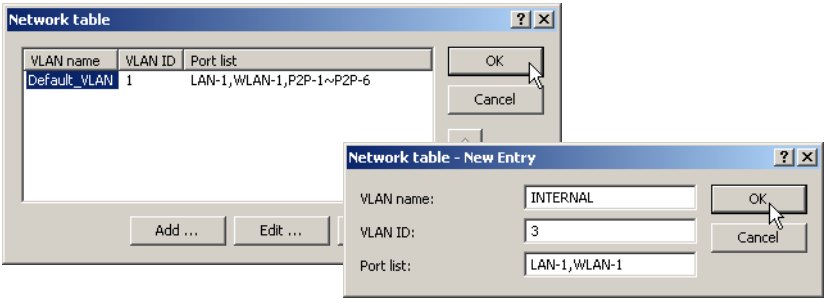 Network table
VLAN name VLAN ID Port list
Default_VLAN 1 LAN-1,WLAN-1,P2P-1~P2P-6
OK
Cancel
Add ... Edit ...
Network table - New Entry
VLAN name: INTERNAL
VLAN ID: 3
Port list: LAN-1,WLAN-1
OK
Cancel